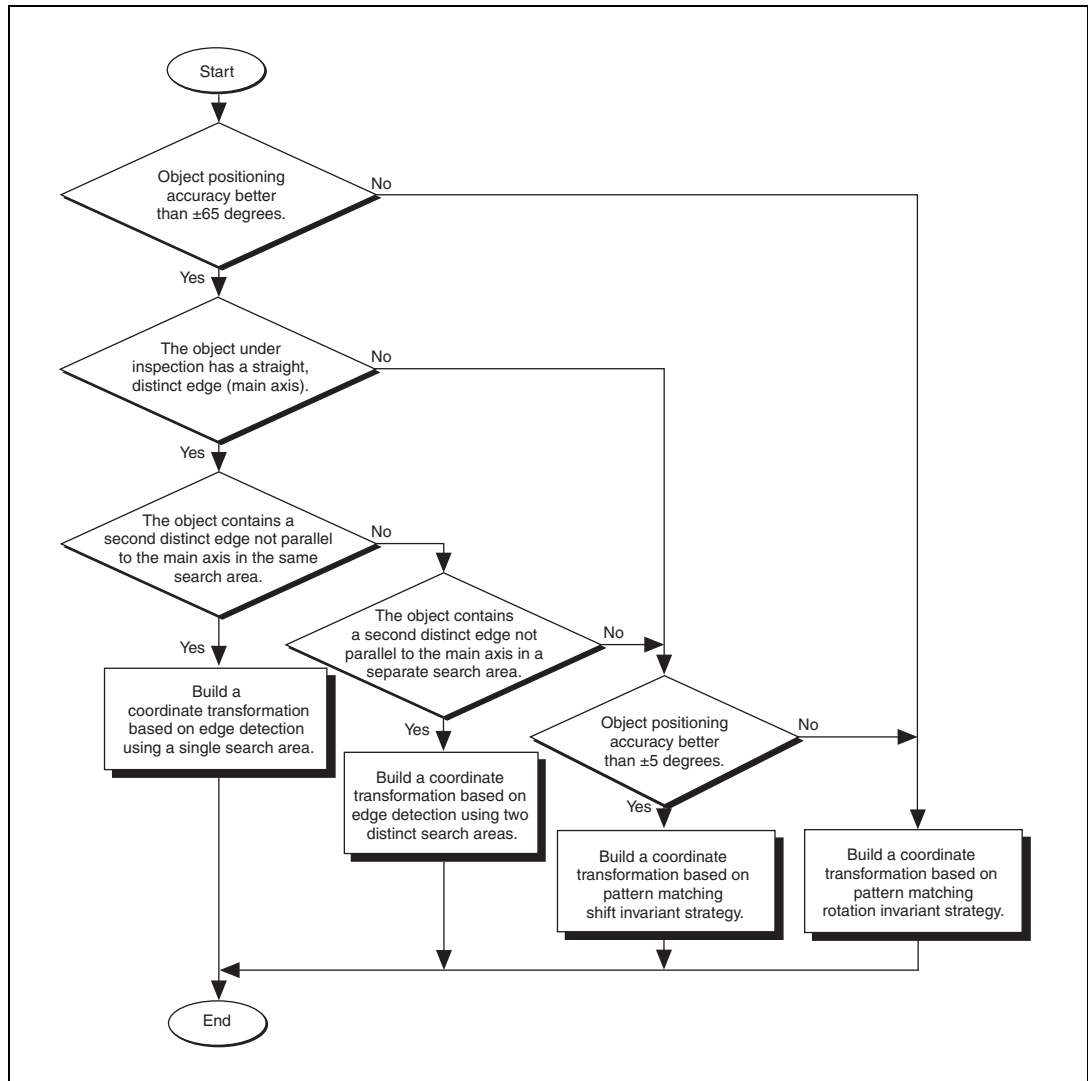 Start
Object positioning
accuracy better
than ±65 degrees.
No
Yes
The object under
inspection has a straight,
distinct edge (main axis).
No
Yes
The object contains a
second distinct edge not parallel
to the main axis in the same
search area.
No
Yes
The object contains
a second distinct edge not
parallel to the main axis in a
separate search area.
No
Yes
Build a
coordinate transformation
based on edge detection
using a single search area.
Object positioning
accuracy better
than ±5 degrees.
No
Yes
Build a coordinate
transformation based on
edge detection using two
distinct search areas.
Build a coordinate
transformation based on
pattern matching
shift invariant strategy.
Build a coordinate
transformation based on
pattern matching
rotation invariant strategy.
End